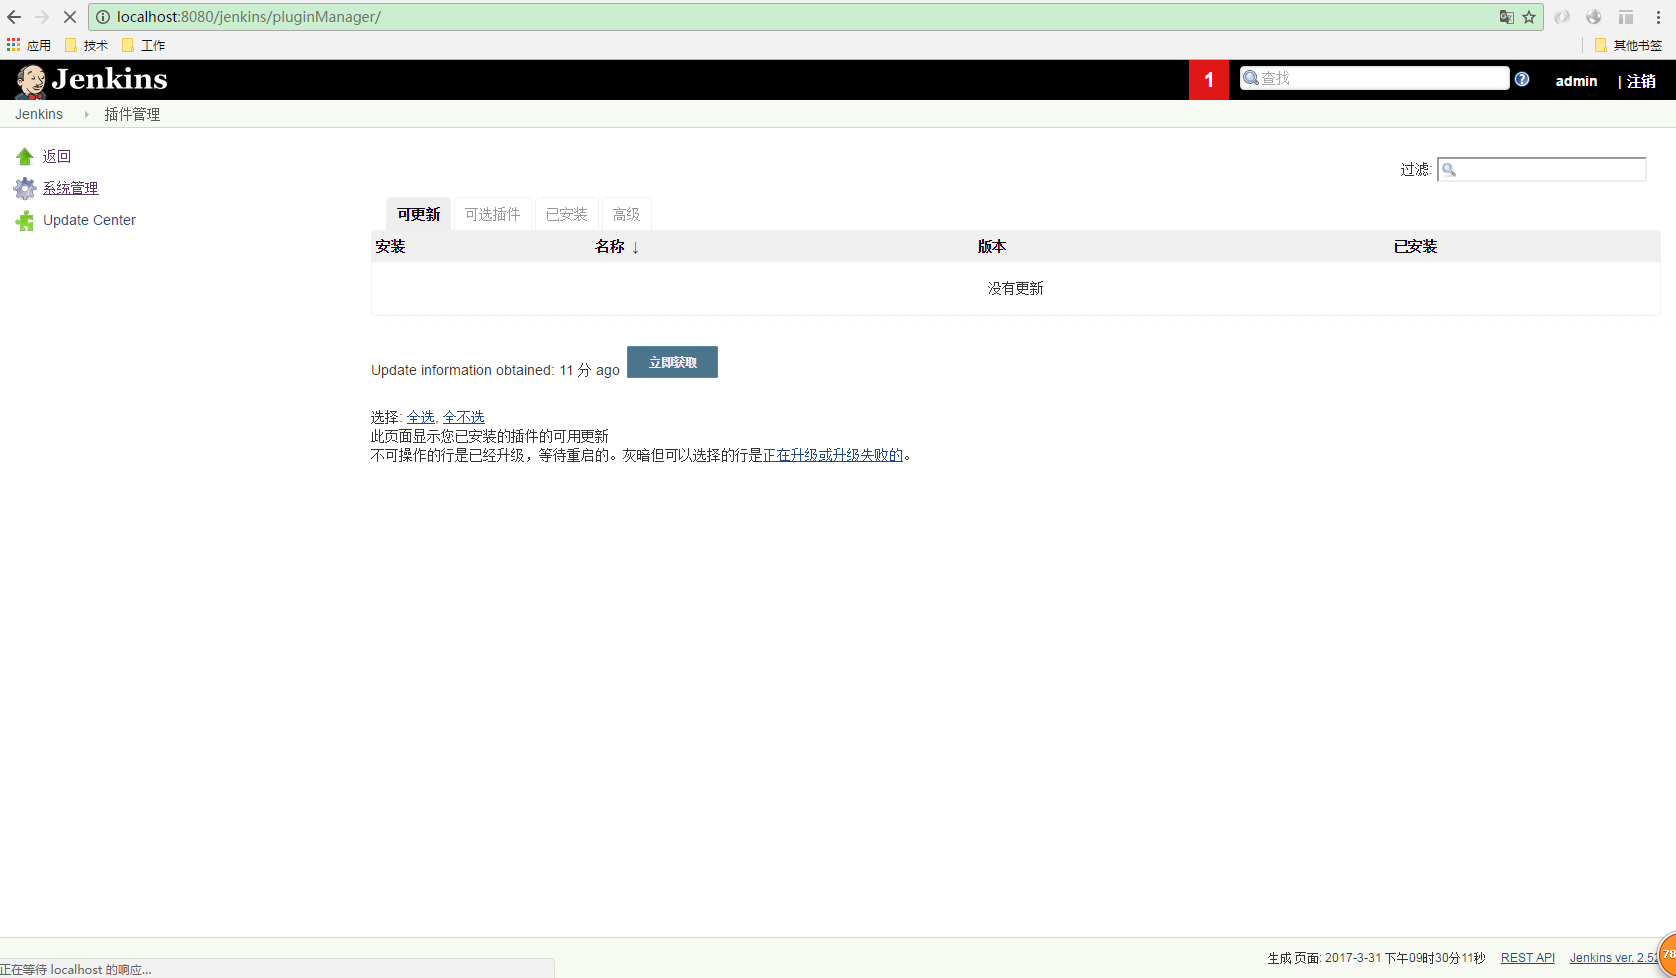 localhost:8080/jenkins/pluginManager/
应用 技术 工作 其他书签
Jenkins 1 查找 admin | 注销
Jenkins 插件管理
返回
系统管理
Update Center
过滤:
可更新 可选插件 已安装 高级
安装 名称 ↓ 版本 已安装
没有更新
Update information obtained: 11 分 ago 立即获取
选择: 全选, 全不选
此页面显示您已安装的插件的可用更新
不可操作的行是已经升级，等待重启的。灰暗但可以选择的行是正在升级或升级失败的。
生成 页面: 2017-3-31 下午09时30分11秒 REST API Jenkins ver. 2.52
正在等待 localhost 的响应...